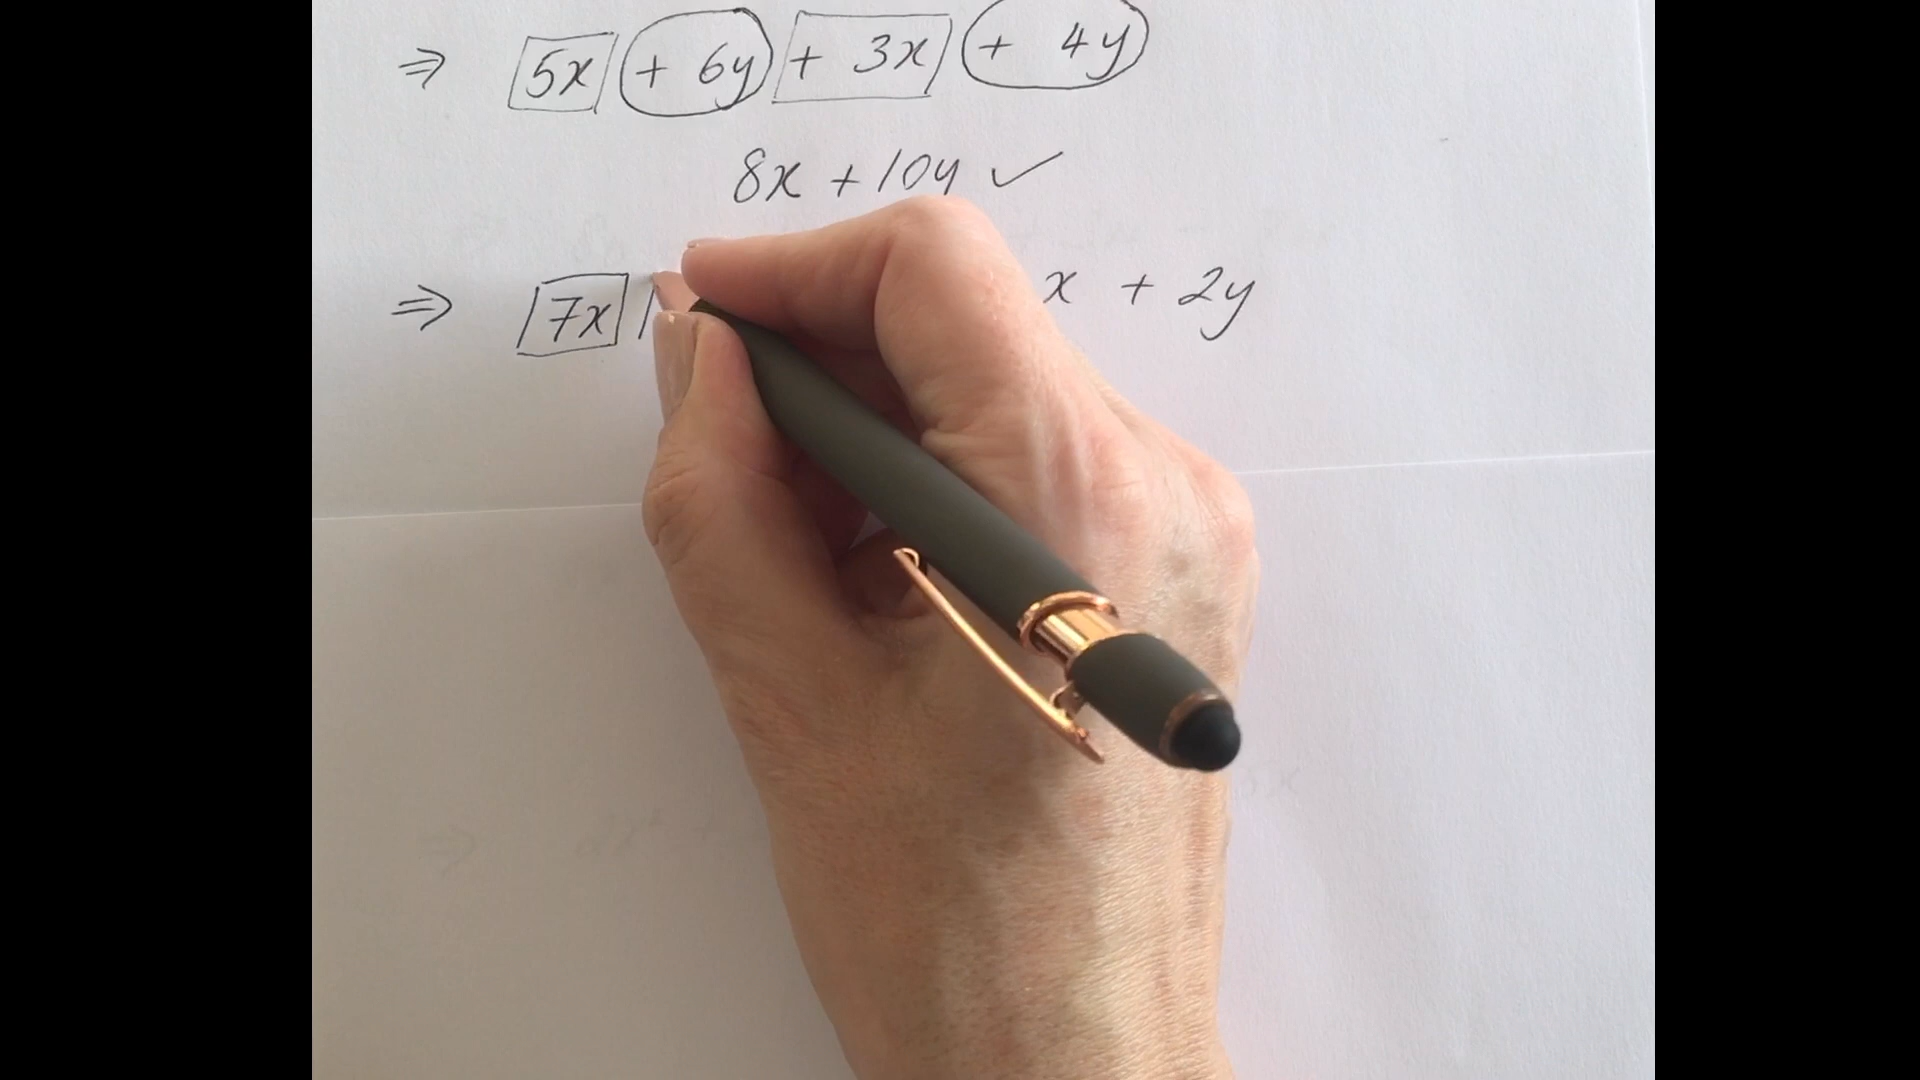 ⇒ 5x + 6y + 3x + 4y
8x + 10y ✓
⇒ 7x x + 2y